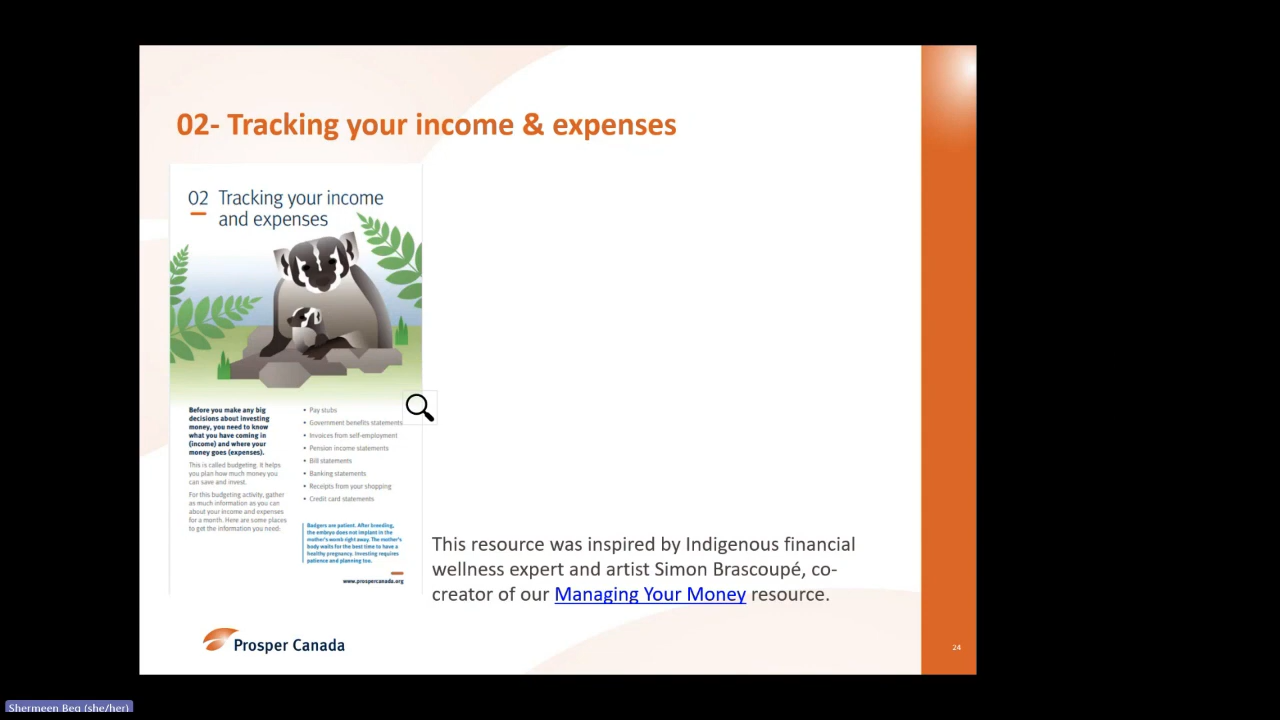 02- Tracking your income & expenses
02 Tracking your income
and expenses
Before you make any big
decisions about investing
money, you need to know
what you have coming in
(income) and where your
money goes (expenses).
This is called budgeting. It helps
you plan how much money you
can save and invest.
For this budgeting activity, gather
as much information as you can
about your income and expenses
for a month. Here are some places
to get the information you need:
• Pay stubs
• Government benefits statements
• Invoices from self-employment
• Pension income statements
• Bill statements
• Banking statements
• Receipts from your shopping
• Credit card statements
Badgers are patient. After breeding,
the embryo does not implant in the
mother's womb right away. The mother's
body waits for the best time to have a
healthy pregnancy. Investing requires
patience and planning too.
www.prospercanada.org
This resource was inspired by Indigenous financial
wellness expert and artist Simon Brascoupé, co-
creator of our Managing Your Money resource.
Prosper Canada
24
Shermeen Beg (she/her)